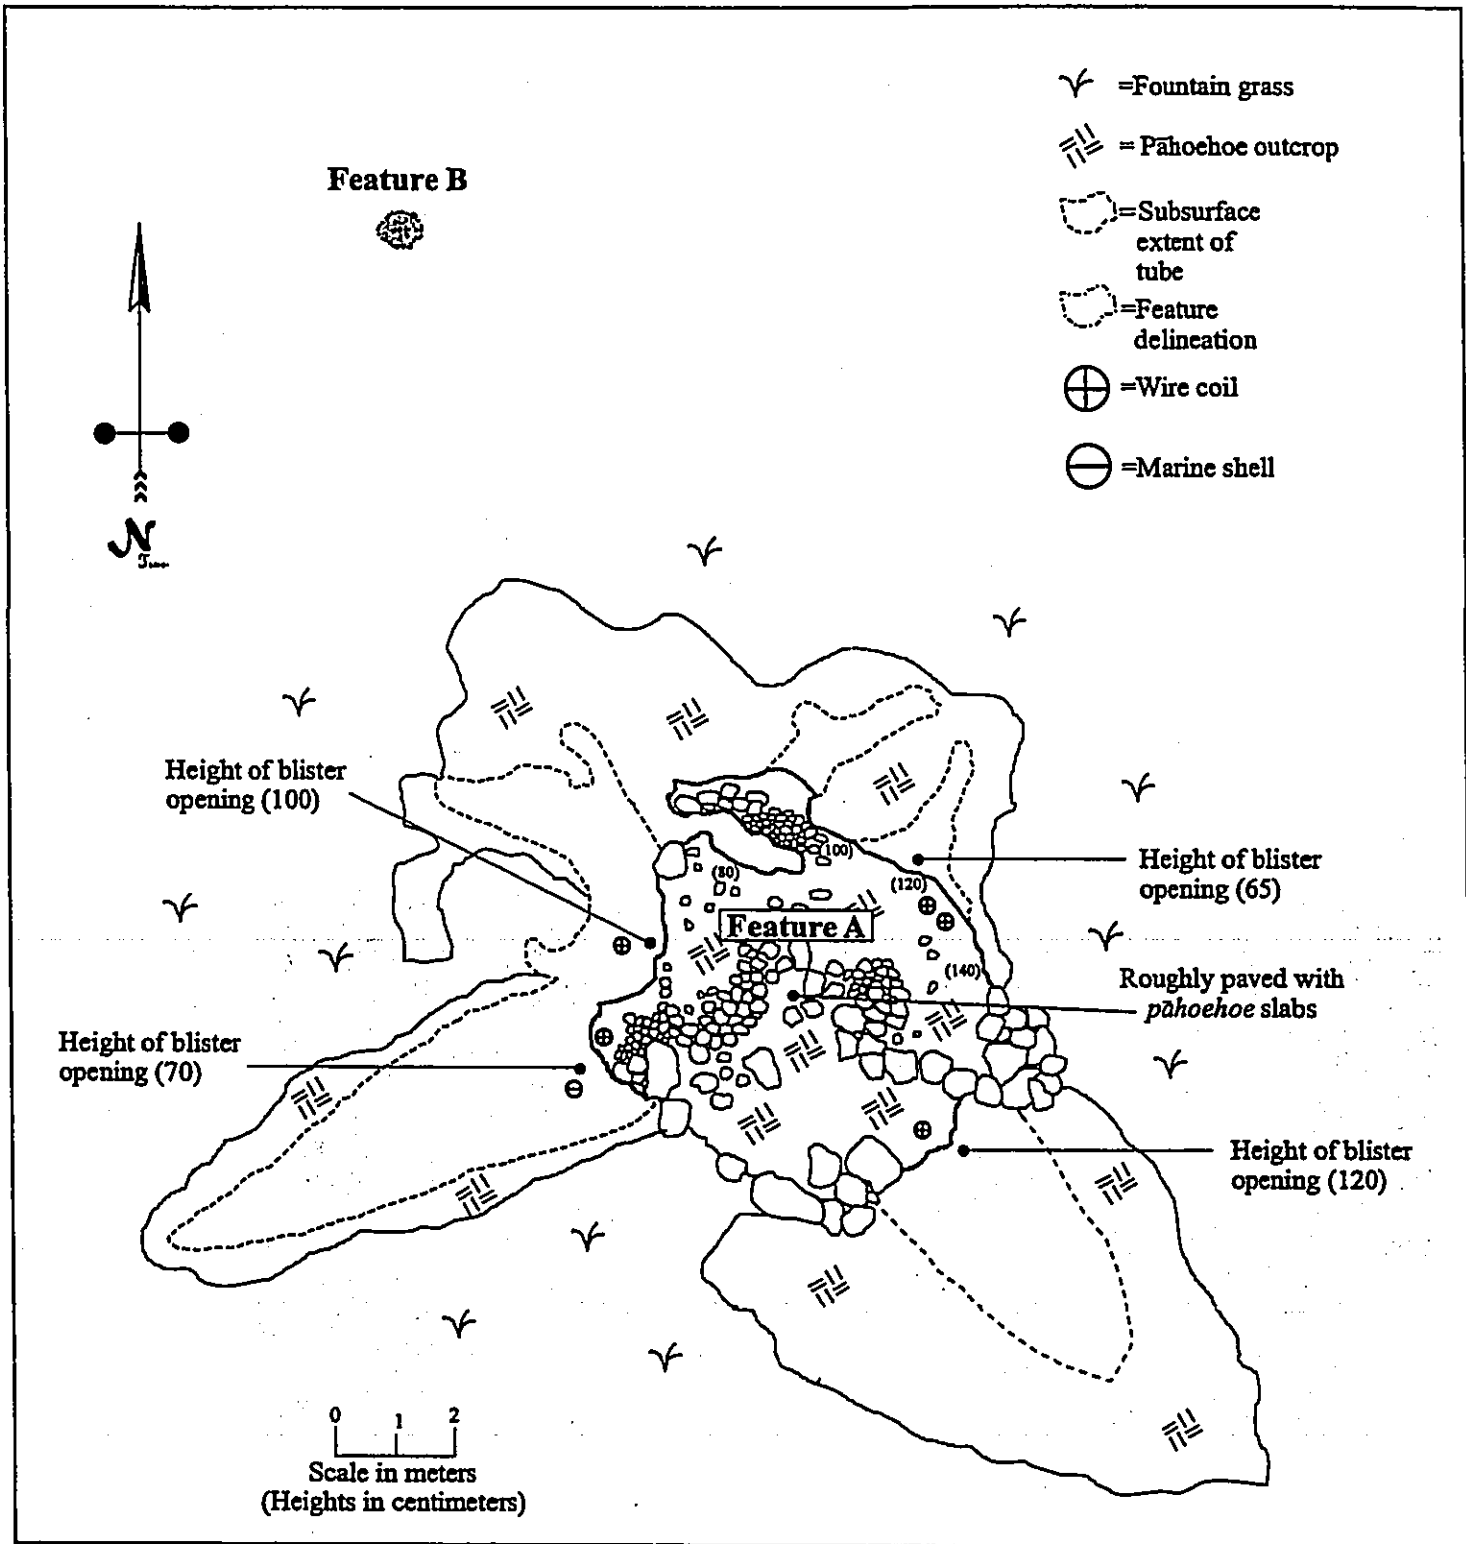 =Fountain grass
= Pāhoehoe outcrop
Feature B
=Subsurface
extent of
tube
=Feature
delineation
=Wire coil
=Marine shell
N
Height of blister
opening (100)
(100)
(80)
(120)
Height of blister
opening (65)
Feature A
(140)
Roughly paved with
pāhoehoe slabs
Height of blister
opening (70)
Height of blister
opening (120)
0 1 2
Scale in meters
(Heights in centimeters)